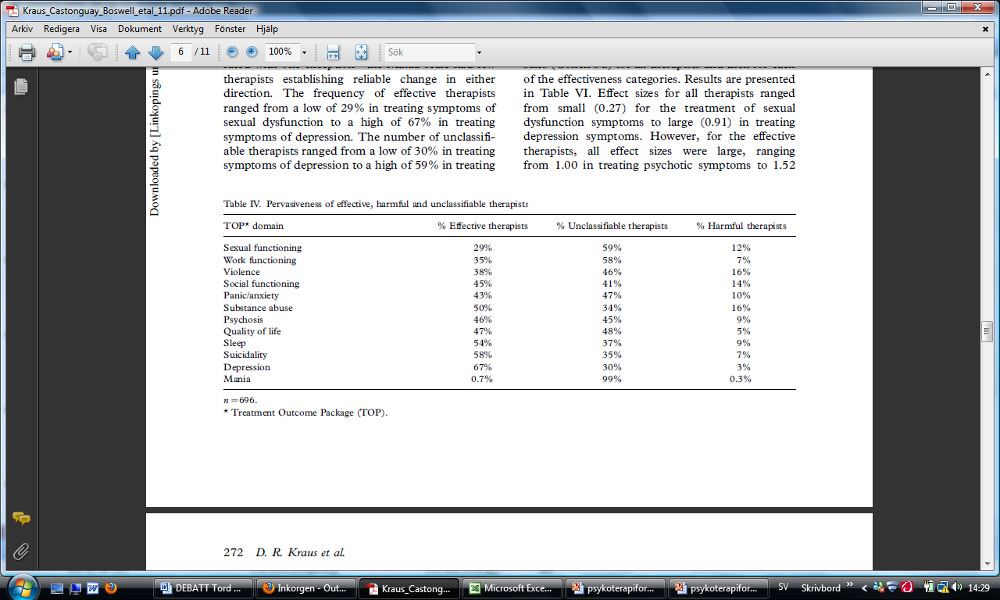 Kraus_Castonguay_Boswell_etal_11.pdf - Adobe Reader
Arkiv Redigera Visa Dokument Verktyg Fönster Hjälp
6 / 11 100% Sök
therapists establishing reliable change in either
direction. The frequency of effective therapists
ranged from a low of 29% in treating symptoms of
sexual dysfunction to a high of 67% in treating
symptoms of depression. The number of unclassifi-
able therapists ranged from a low of 30% in treating
symptoms of depression to a high of 59% in treating
of the effectiveness categories. Results are presented
in Table VI. Effect sizes for all therapists ranged
from small (0.27) for the treatment of sexual
dysfunction symptoms to large (0.91) in treating
depression symptoms. However, for the effective
therapists, all effect sizes were large, ranging
from 1.00 in treating psychotic symptoms to 1.52
Downloaded by [Linkopings un
Table IV. Pervasiveness of effective, harmful and unclassifiable therapists
TOP* domain % Effective therapists % Unclassifiable therapists % Harmful therapists
Sexual functioning 29% 59% 12%
Work functioning 35% 58% 7%
Violence 38% 46% 16%
Social functioning 45% 41% 14%
Panic/anxiety 43% 47% 10%
Substance abuse 50% 34% 16%
Psychosis 46% 45% 9%
Quality of life 47% 48% 5%
Sleep 54% 37% 9%
Suicidality 58% 35% 7%
Depression 67% 30% 3%
Mania 0.7% 99% 0.3%
n =696.
* Treatment Outcome Package (TOP).
272 D. R. Kraus et al.
DEBATT Tord ... Inkorgen - Out... Kraus_Castong... Microsoft Exce... psykoterapifor... psykoterapifor... SV Skrivbord » 14:29